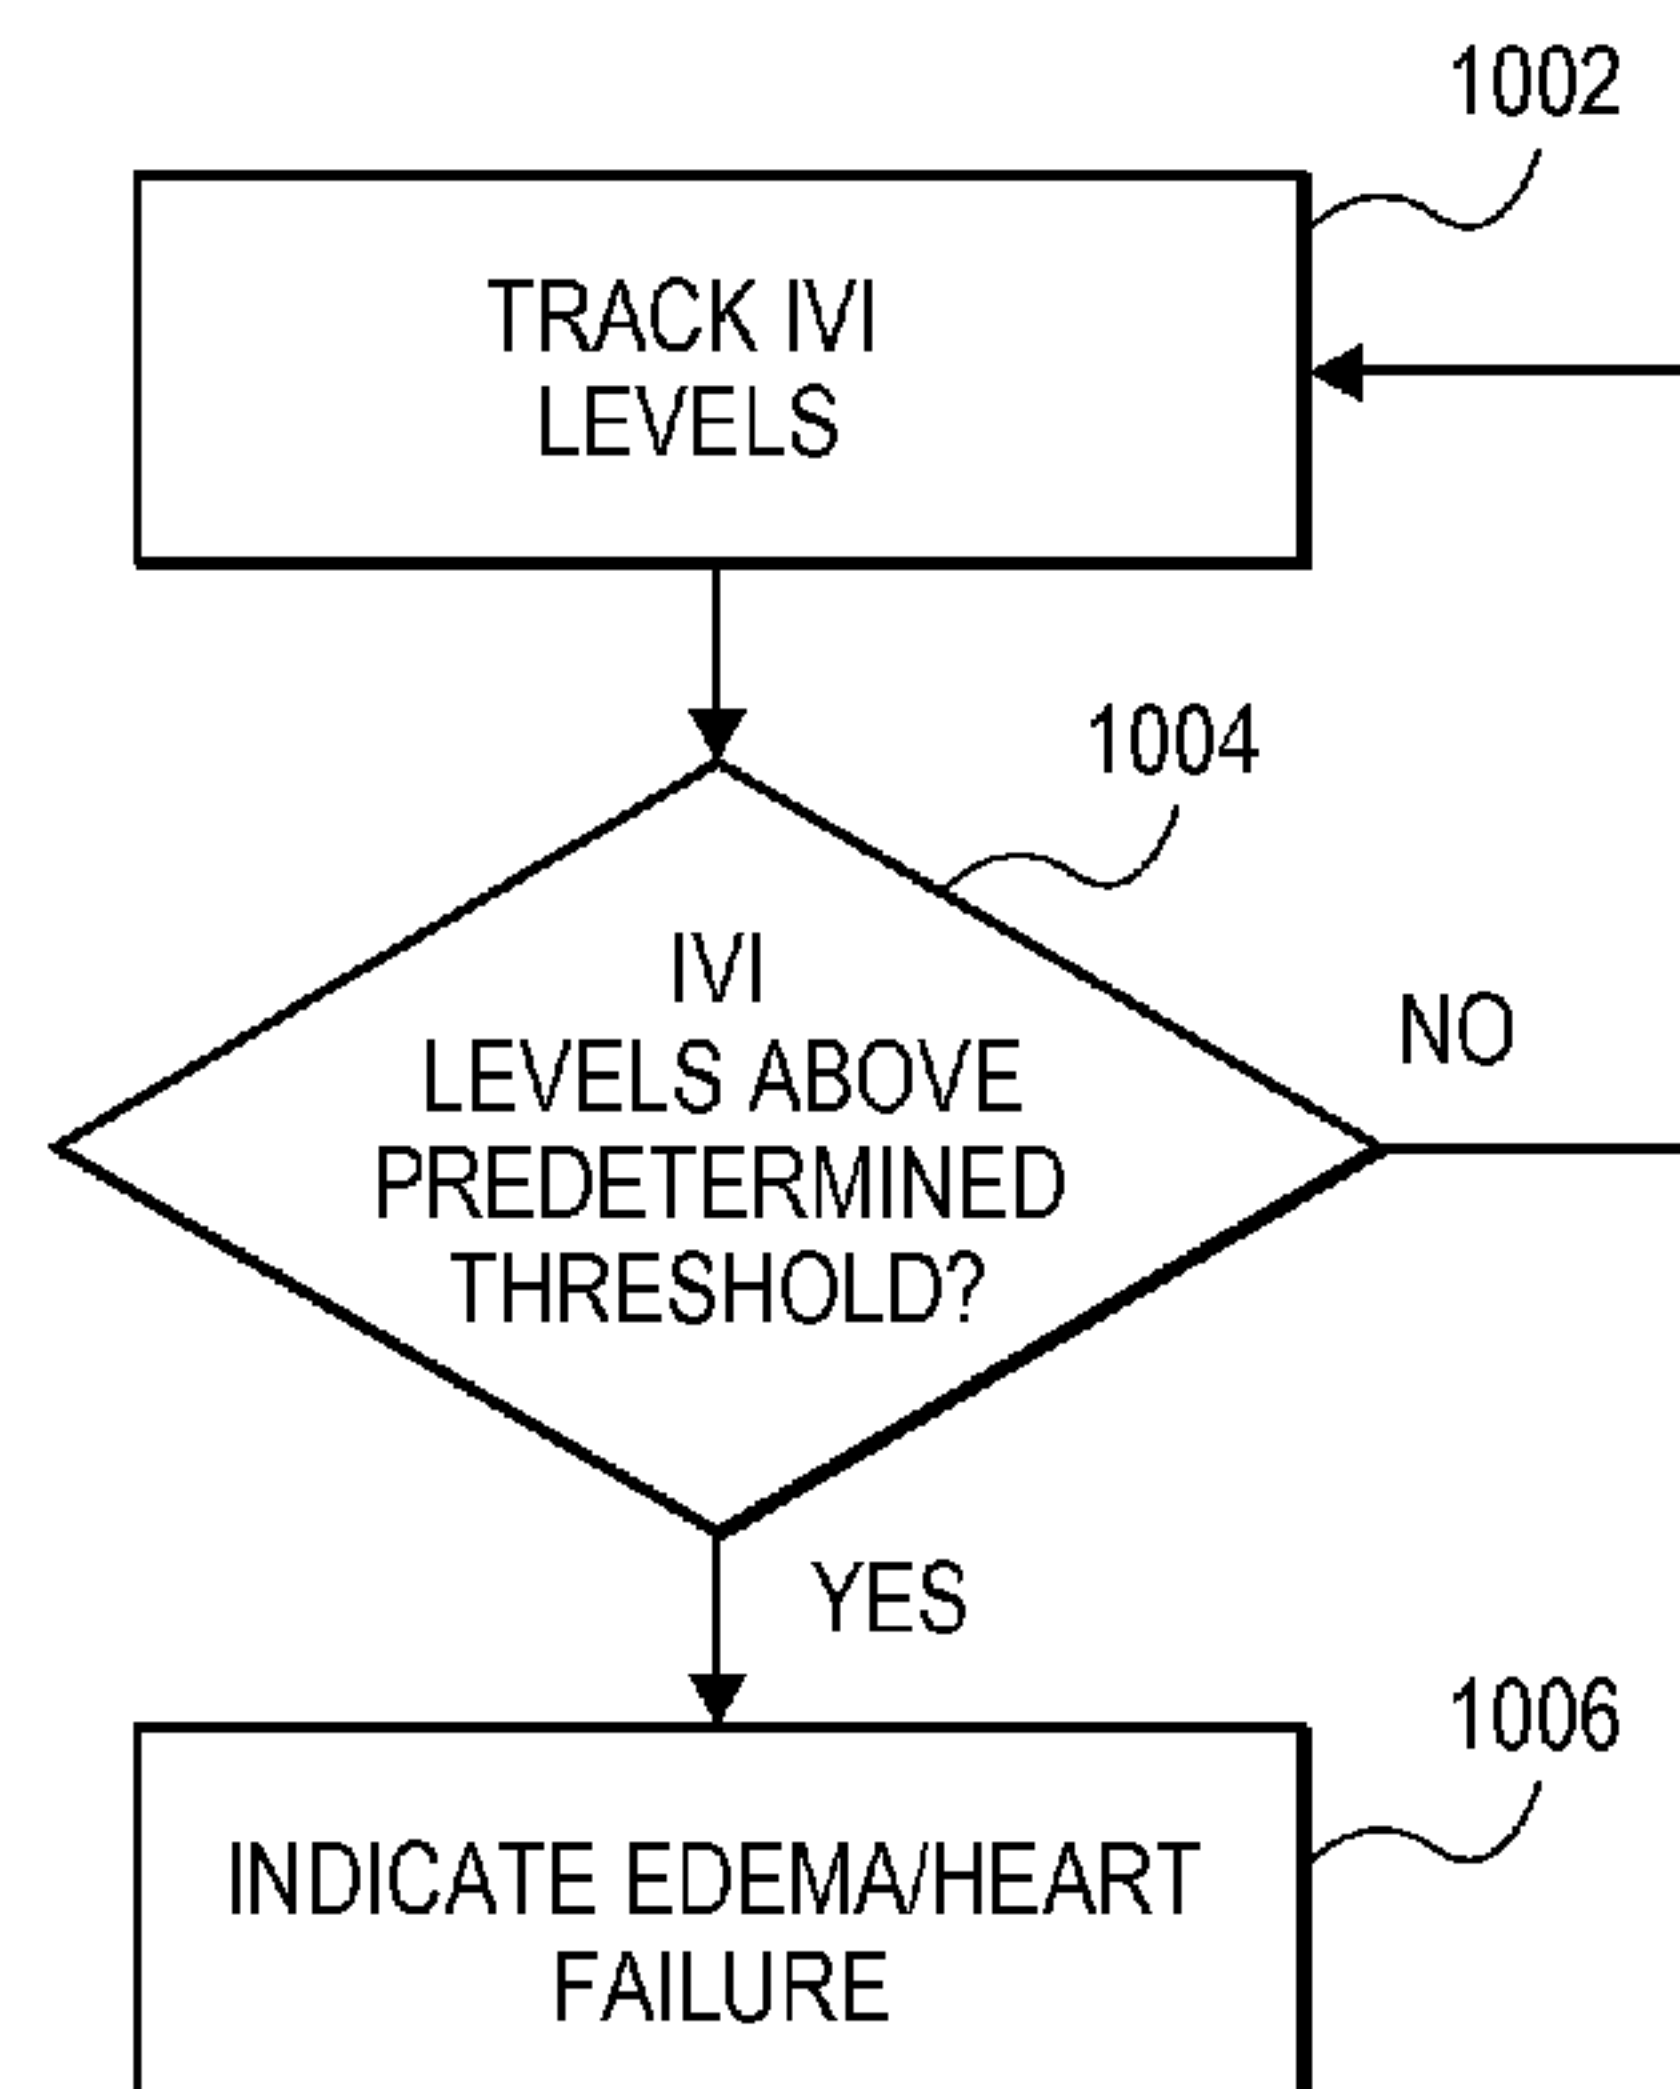 1002
TRACK IVI
LEVELS
1004
IVI
LEVELS ABOVE
PREDETERMINED
THRESHOLD?
NO
YES
1006
INDICATE EDEMA/HEART
FAILURE